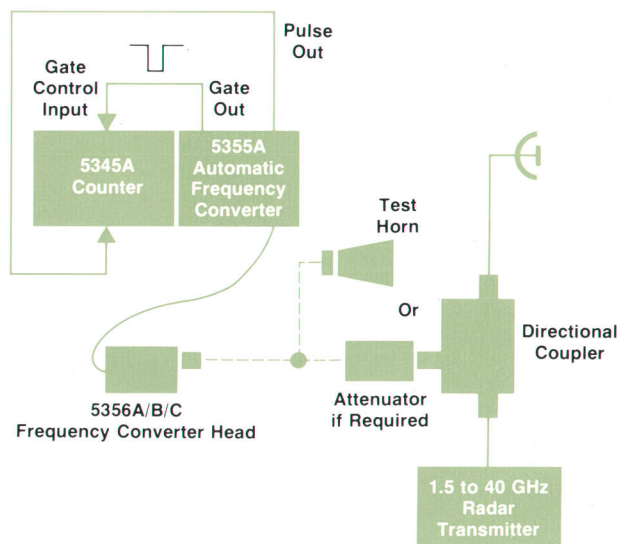 Pulse
Out
Gate
Control
Input
Gate
Out
5345A
Counter
5355A
Automatic
Frequency
Converter
Test
Horn
Or
Directional
Coupler
Attenuator
if Required
5356A/B/C
Frequency Converter Head
1.5 to 40 GHz
Radar
Transmitter